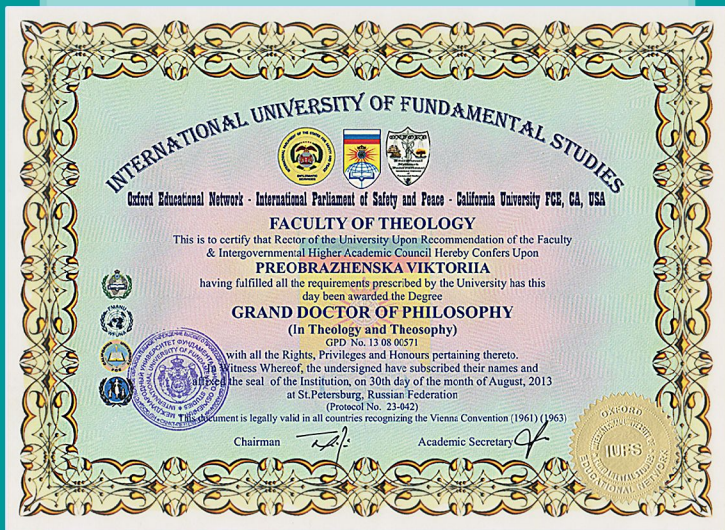 INTERNATIONAL UNIVERSITY OF FUNDAMENTAL STUDIES
Oxford Educational Network - International Parliament of Safety and Peace - California University FCE, CA, USA
FACULTY OF THEOLOGY
This is to certify that Rector of the University Upon Recommendation of the Faculty
& Intergovernmental Higher Academic Council Hereby Confers Upon
PREOBRAZHENSKA VIKTORIIA
having fulfilled all the requirements prescribed by the University has this
day been awarded the Degree
GRAND DOCTOR OF PHILOSOPHY
(In Theology and Theosophy)
GPD No. 13 08 00571
with all the Rights, Privileges and Honours pertaining thereto.
Witness Whereof, the undersigned have subscribed their names and
affixed the seal of the Institution, on 30th day of the month of August, 2013
at St.Petersburg, Russian Federation
(Protocol No. 23-042)
This document is legally valid in all countries recognizing the Vienna Convention (1961) (1963)
Chairman
Academic Secretary
OXFORD
IUFS
EDUCATIONAL NETWORK